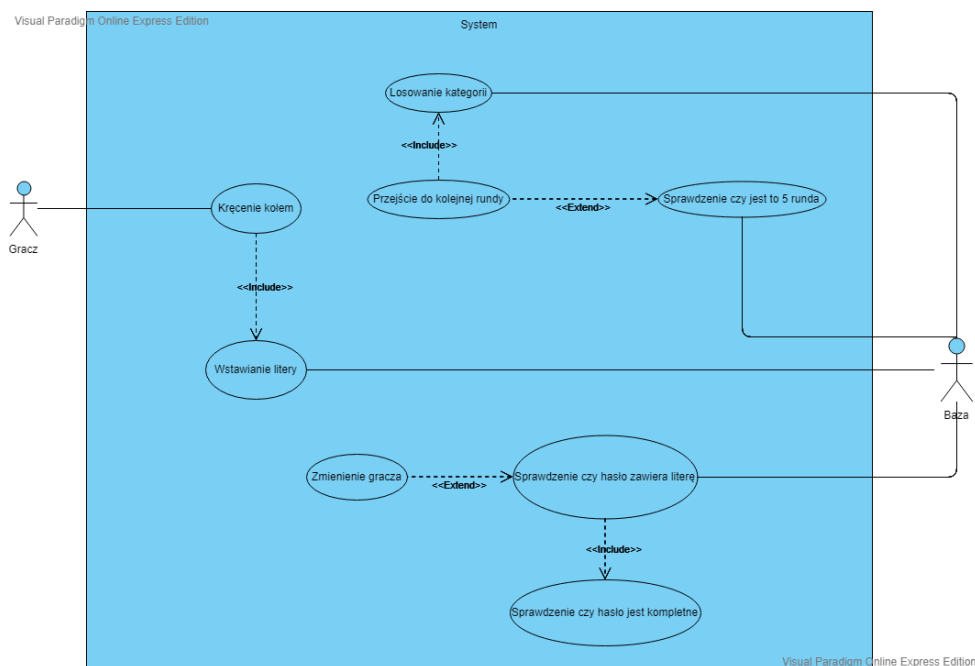 Visual Paradigm Online Express Edition
System
Losowanie kategorii
<<Include>>
Przejście do kolejnej rundy
<<Extend>>
Sprawdzenie czy jest to 5 runda
Kręcenie kołem
Gracz
<<Include>>
Wstawianie litery
Baza
Zmienienie gracza
<<Extend>>
Sprawdzenie czy hasło zawiera literę
<<Include>>
Sprawdzenie czy hasło jest kompletne
Visual Paradigm Online Express Edition